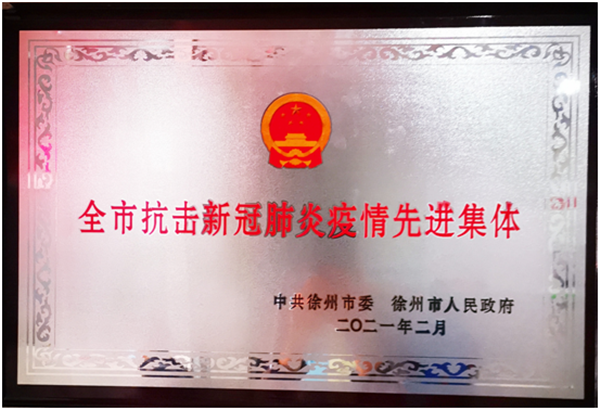 全市抗击新冠肺炎疫情先进集体
中共徐州市委 徐州市人民政府
二〇二一年二月